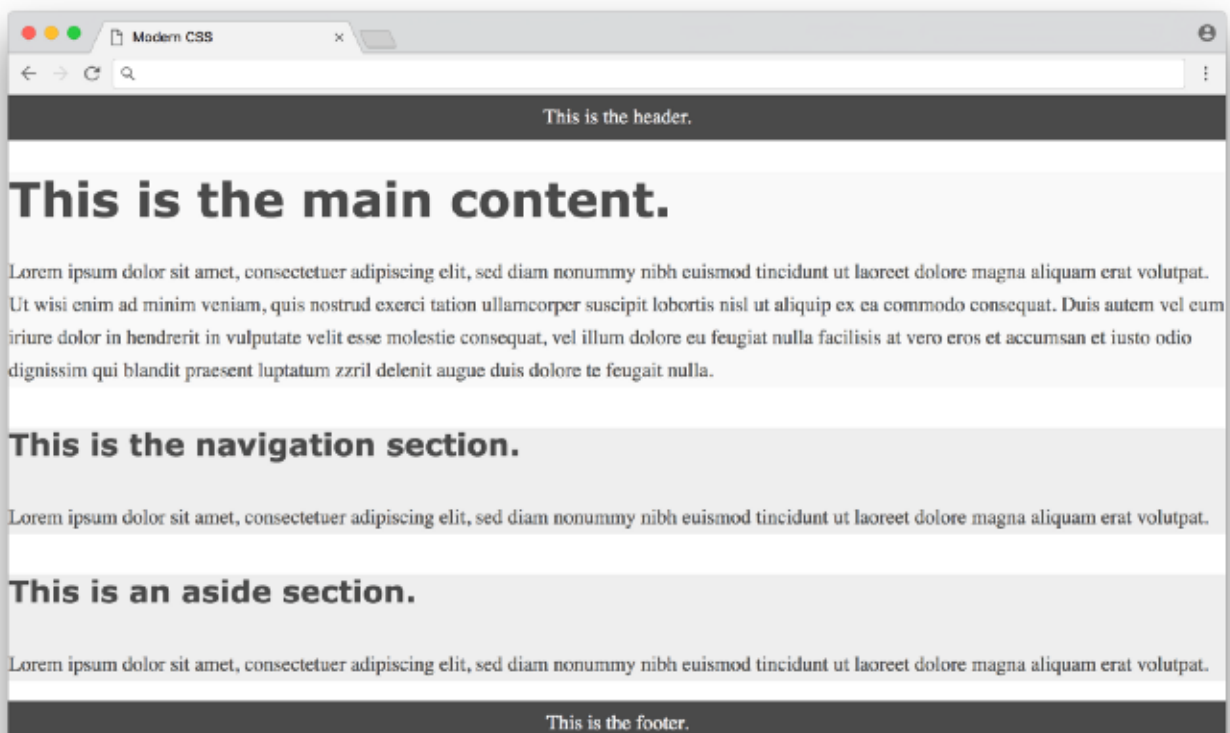 Modern CSS
This is the header.
This is the main content.
Lorem ipsum dolor sit amet, consectetuer adipiscing elit, sed diam nonummy nibh euismod tincidunt ut laoreet dolore magna aliquam erat volutpat.
Ut wisi enim ad minim veniam, quis nostrud exerci tation ullamcorper suscipit lobortis nisl ut aliquip ex ea commodo consequat. Duis autem vel eum
iriure dolor in hendrerit in vulputate velit esse molestie consequat, vel illum dolore eu feugiat nulla facilisis at vero eros et accumsan et iusto odio
dignissim qui blandit praesent luptatum zzril delenit augue duis dolore te feugait nulla.
This is the navigation section.
Lorem ipsum dolor sit amet, consectetuer adipiscing elit, sed diam nonummy nibh euismod tincidunt ut laoreet dolore magna aliquam erat volutpat.
This is an aside section.
Lorem ipsum dolor sit amet, consectetuer adipiscing elit, sed diam nonummy nibh euismod tincidunt ut laoreet dolore magna aliquam erat volutpat.
This is the footer.